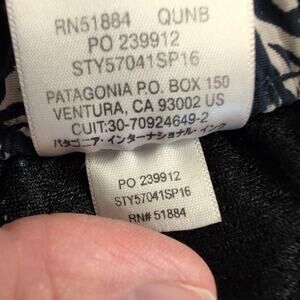 RN51884 QUNB
PO 239912
STY57041SP16
PATAGONIA P.O. BOX 150
VENTURA, CA 93002 US
CUIT:30-70924649-2
パタゴニア・インターナショナル・インク
PO 239912
STY57041SP16
RN# 51884